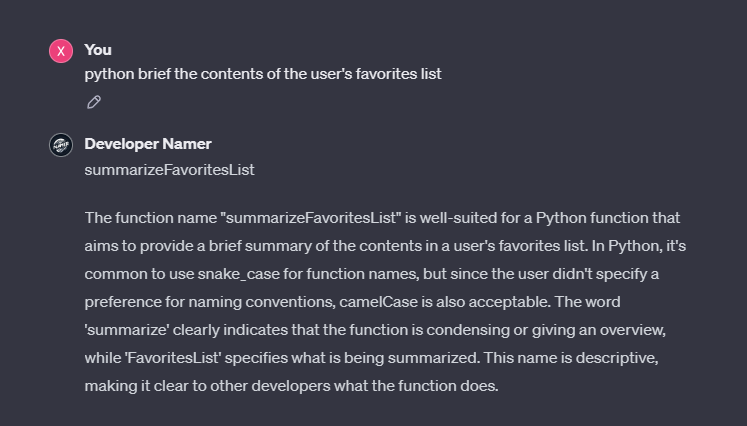 X
You
python brief the contents of the user's favorites list
Developer Namer
summarizeFavoritesList
The function name "summarizeFavoritesList" is well-suited for a Python function that
aims to provide a brief summary of the contents in a user's favorites list. In Python, it's
common to use snake_case for function names, but since the user didn't specify a
preference for naming conventions, camelCase is also acceptable. The word
'summarize' clearly indicates that the function is condensing or giving an overview,
while 'FavoritesList' specifies what is being summarized. This name is descriptive,
making it clear to other developers what the function does.